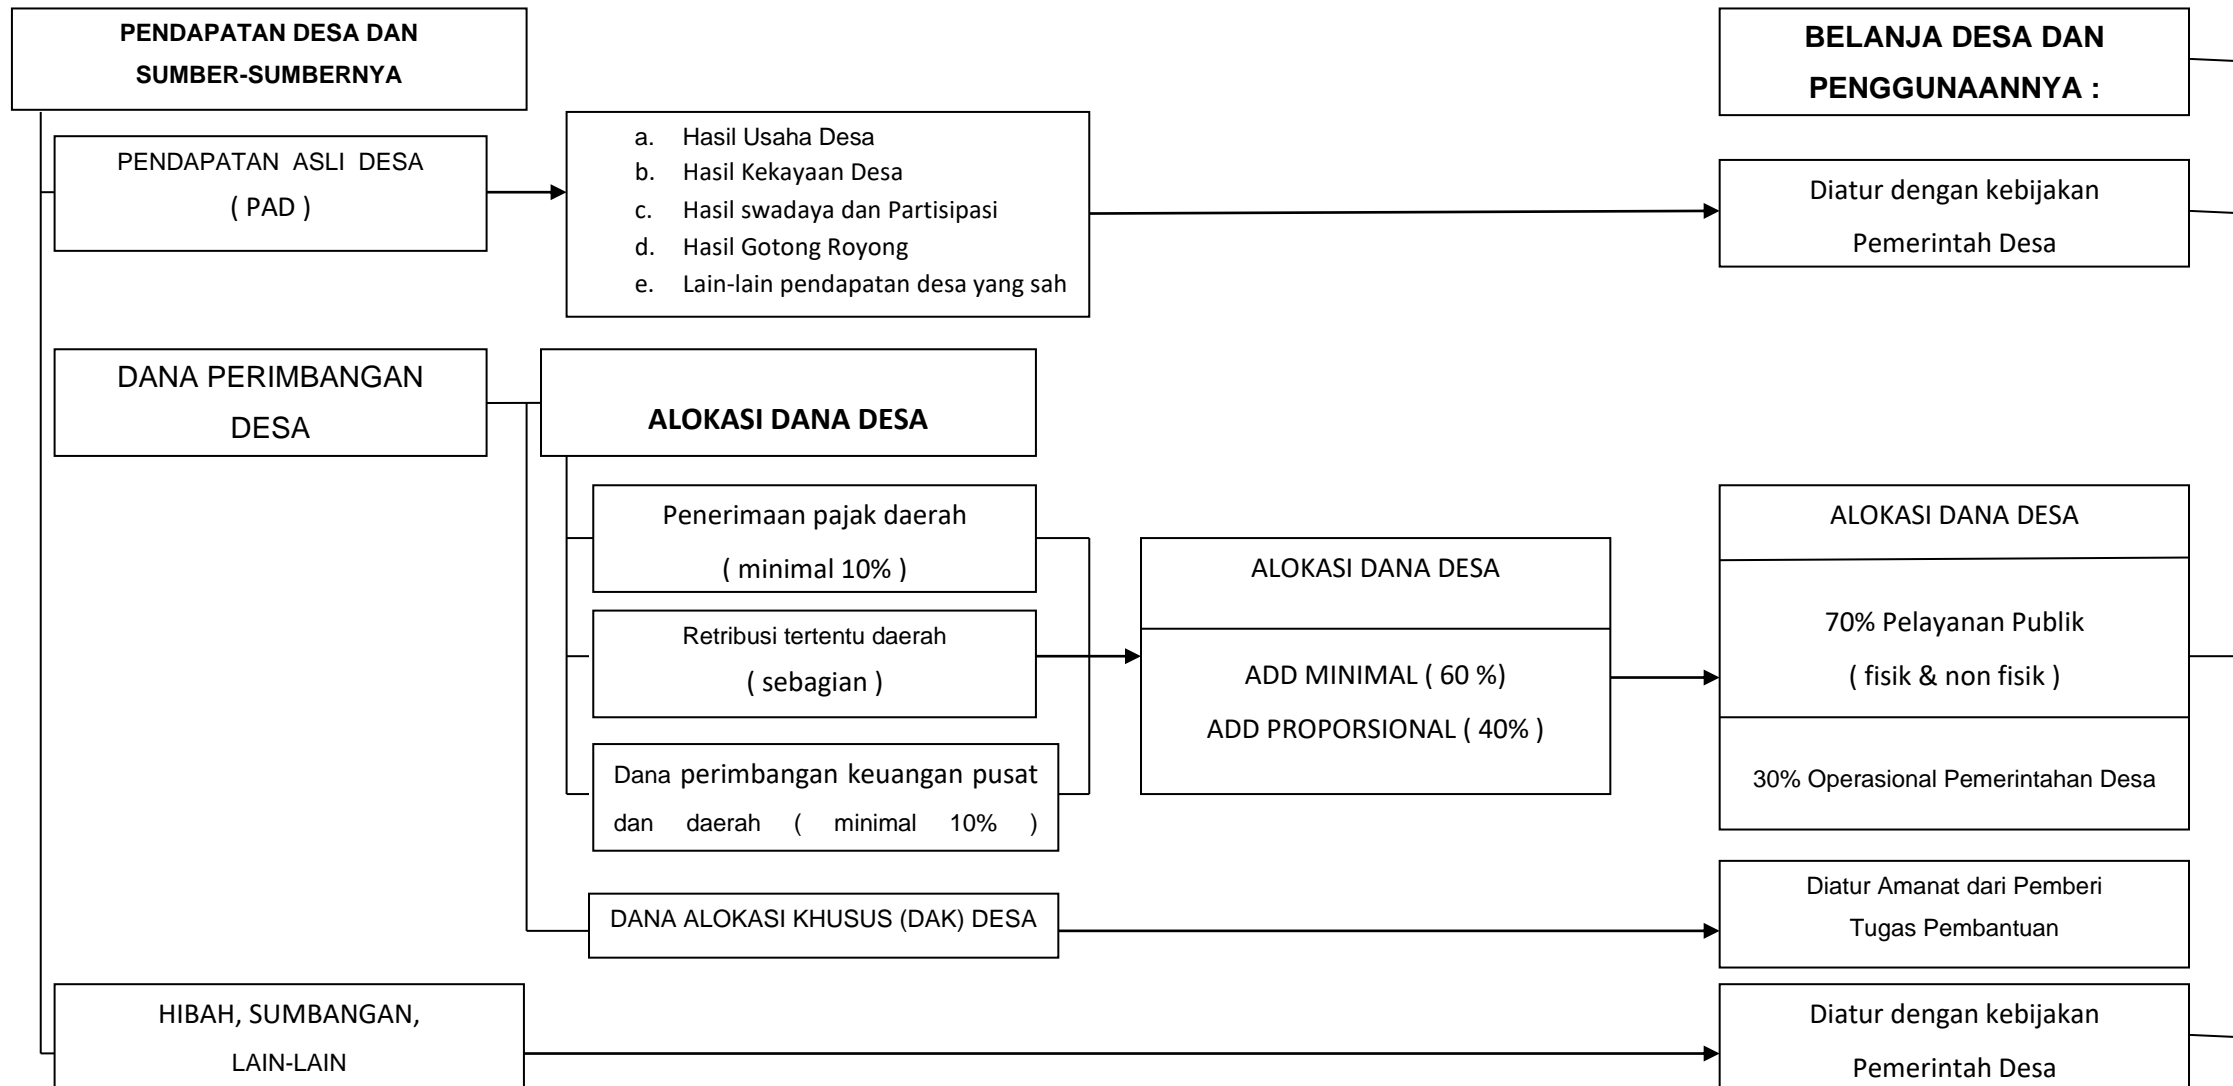 PENDAPATAN DESA DAN
SUMBER-SUMBERNYA
BELANJA DESA DAN
PENGGUNAANNYA :
PENDAPATAN ASLI DESA
( PAD )
a. Hasil Usaha Desa
b. Hasil Kekayaan Desa
c. Hasil swadaya dan Partisipasi
d. Hasil Gotong Royong
e. Lain-lain pendapatan desa yang sah
Diatur dengan kebijakan
Pemerintah Desa
DANA PERIMBANGAN
DESA
ALOKASI DANA DESA
Penerimaan pajak daerah
( minimal 10% )
Retribusi tertentu daerah
( sebagian )
Dana perimbangan keuangan pusat
dan daerah ( minimal 10% )
ALOKASI DANA DESA
ADD MINIMAL ( 60 %)
ADD PROPORSIONAL ( 40% )
ALOKASI DANA DESA
70% Pelayanan Publik
( fisik & non fisik )
30% Operasional Pemerintahan Desa
DANA ALOKASI KHUSUS (DAK) DESA
Diatur Amanat dari Pemberi
Tugas Pembantuan
HIBAH, SUMBANGAN,
LAIN-LAIN
Diatur dengan kebijakan
Pemerintah Desa